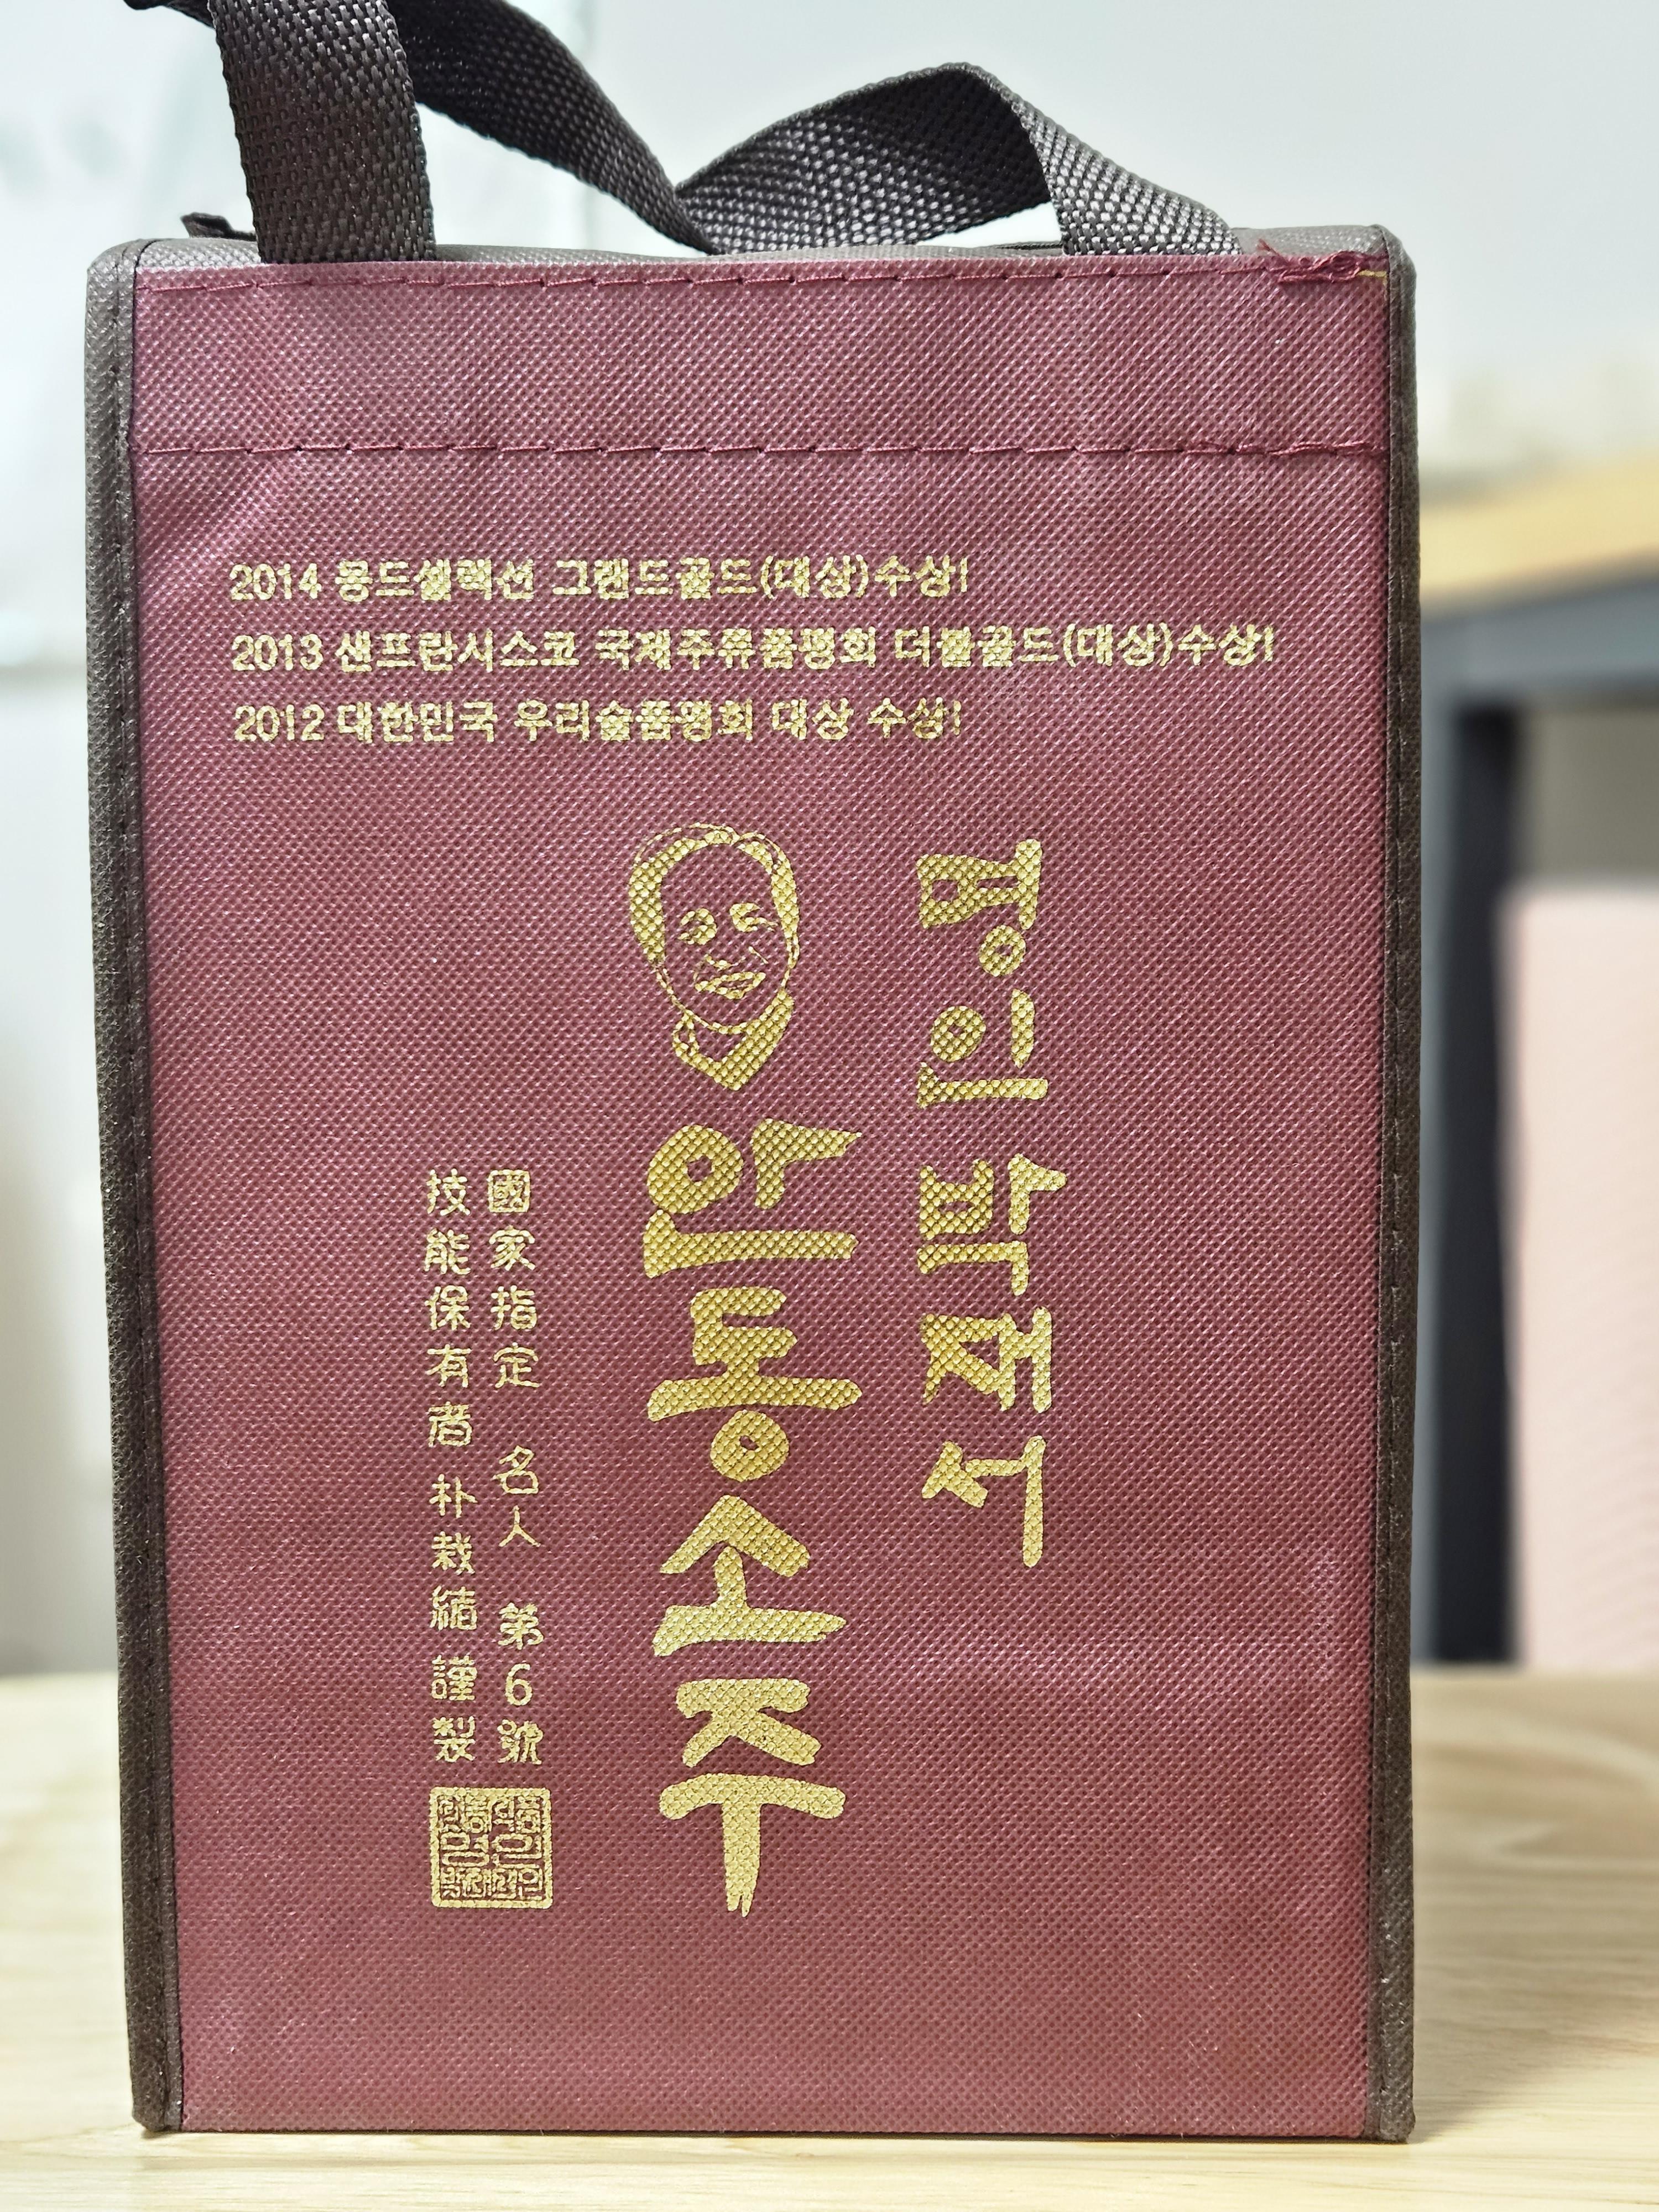 2014 몽드셀렉션 그랜드골드(대상)수상!
2013 샌프란시스코 국제주류품평회 더블골드(대상)수상!
2012 대한민국 우리술품평회 대상 수상!
명인 박재서
안동소주
國家指定 名人 第6號
技能保有者 朴栽緖 謹製